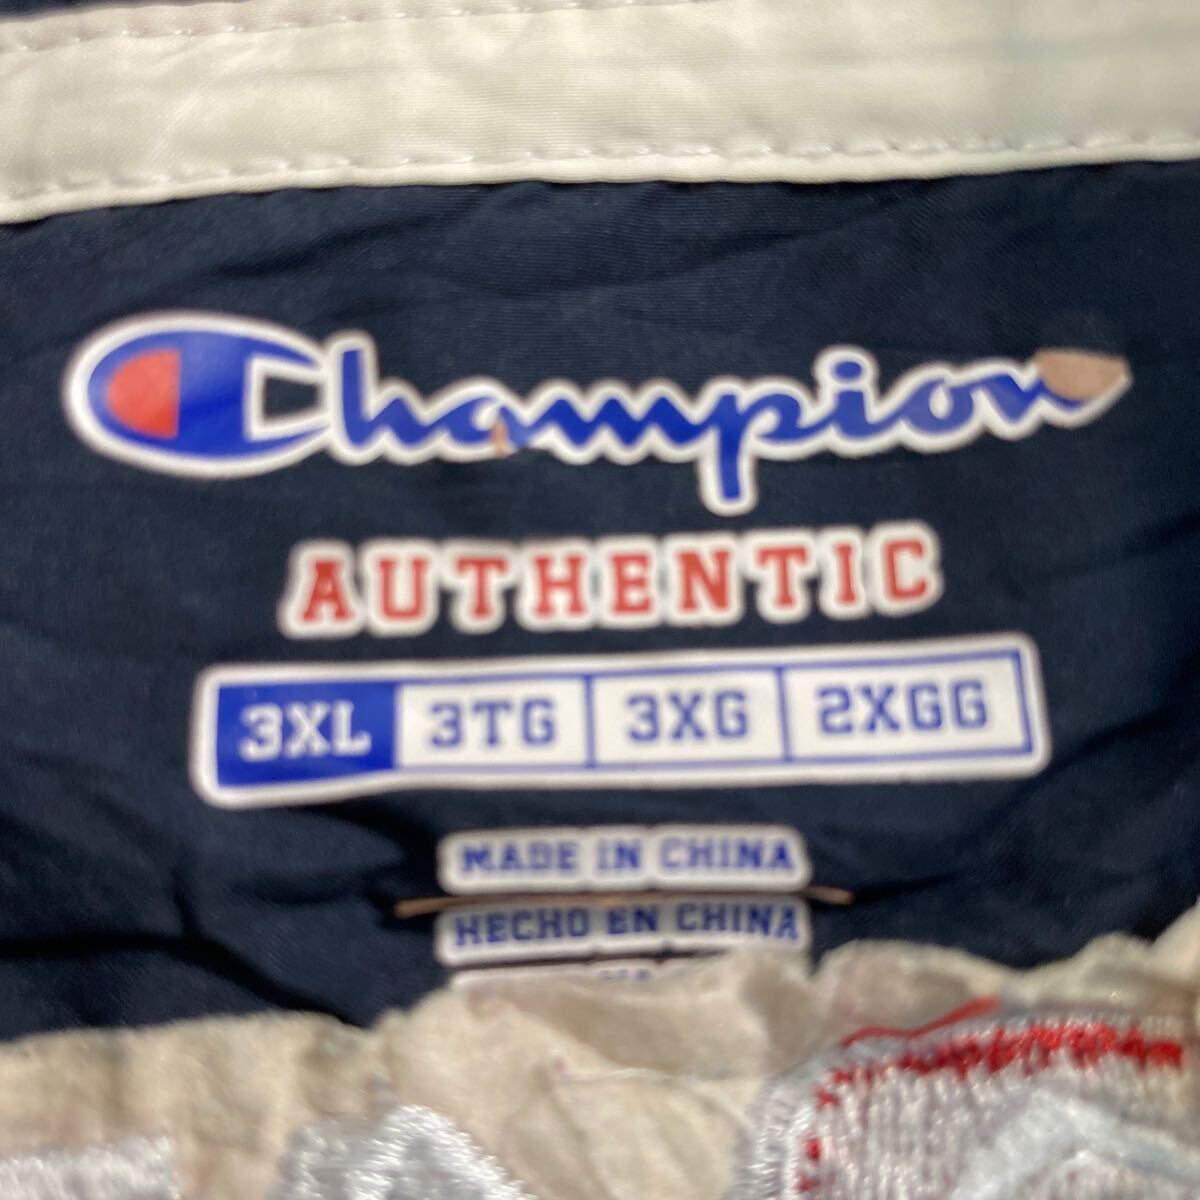 Champion
AUTHENTIC
3XL 3TG 3XG 2XGG
MADE IN CHINA
HECHO EN CHINA